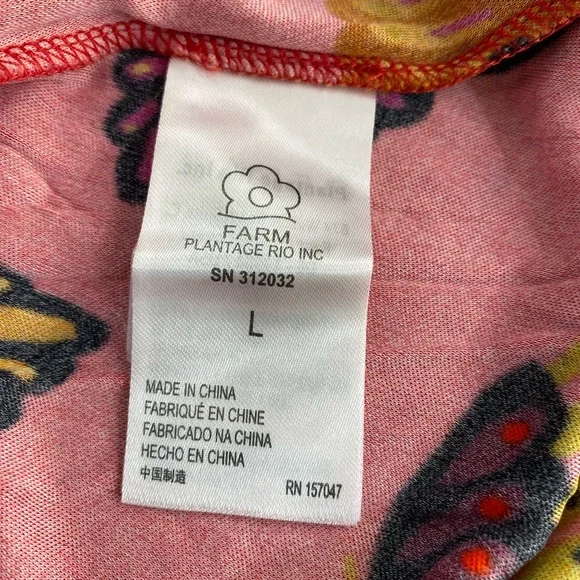 FARM
PLANTAGE RIO INC
SN 312032
L
MADE IN CHINA
FABRIQUÉ EN CHINE
FABRICADO NA CHINA
HECHO EN CHINA
中国制造
RN 157047